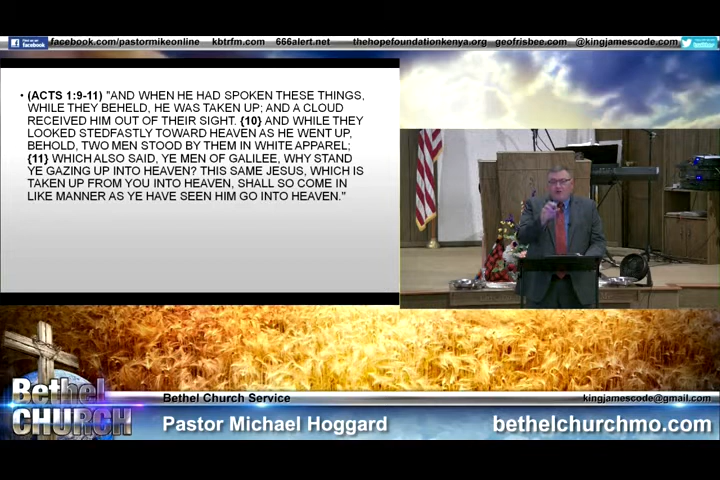 facebook.com/pastormikeonline kbtrfm.com 666alert.net thehopefoundationkenya.org geofrisbee.com @kingjamescode.com
facebook
twitter
• (ACTS 1:9-11) "AND WHEN HE HAD SPOKEN THESE THINGS,
WHILE THEY BEHELD, HE WAS TAKEN UP; AND A CLOUD
RECEIVED HIM OUT OF THEIR SIGHT. {10} AND WHILE THEY
LOOKED STEDFASTLY TOWARD HEAVEN AS HE WENT UP,
BEHOLD, TWO MEN STOOD BY THEM IN WHITE APPAREL;
{11} WHICH ALSO SAID, YE MEN OF GALILEE, WHY STAND
YE GAZING UP INTO HEAVEN? THIS SAME JESUS, WHICH IS
TAKEN UP FROM YOU INTO HEAVEN, SHALL SO COME IN
LIKE MANNER AS YE HAVE SEEN HIM GO INTO HEAVEN."
Bethel
CHURCH
Bethel Church Service kingjamescode@gmail.com
Pastor Michael Hoggard bethelchurchmo.com